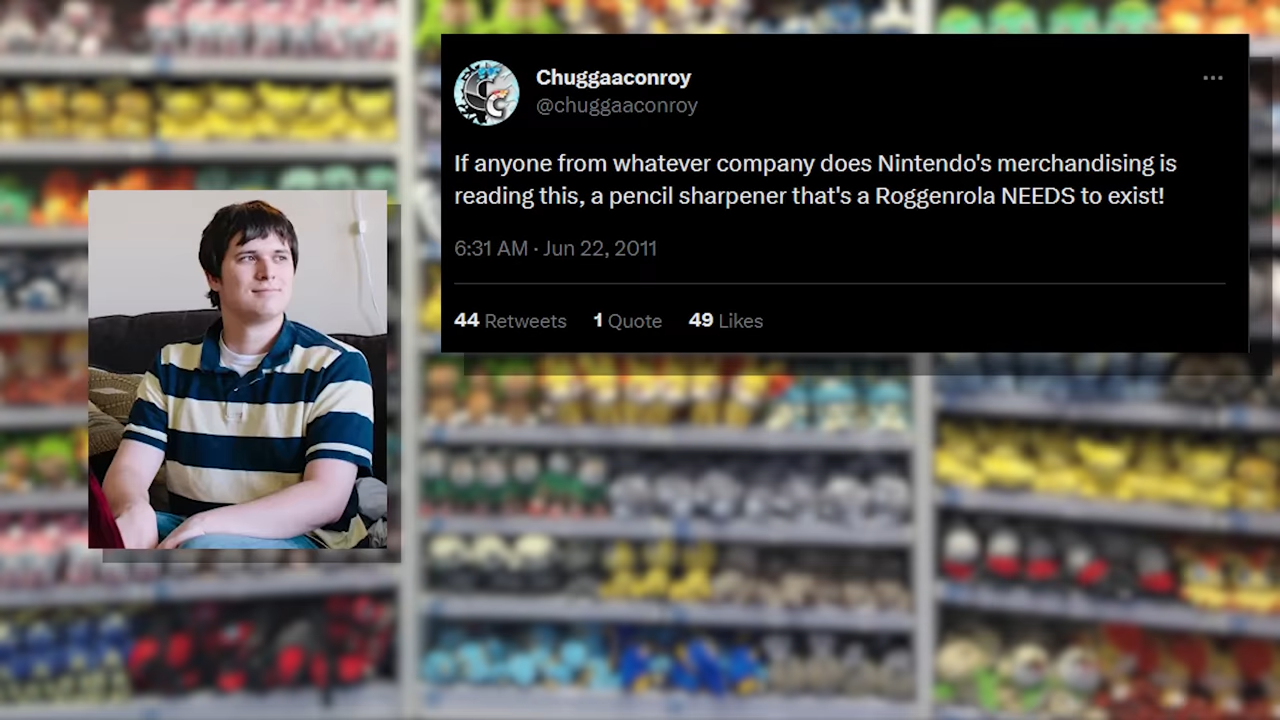 Chuggaaconroy
@chuggaaconroy
If anyone from whatever company does Nintendo's merchandising is
reading this, a pencil sharpener that's a Roggenrola NEEDS to exist!
6:31 AM · Jun 22, 2011
44 Retweets 1 Quote 49 Likes